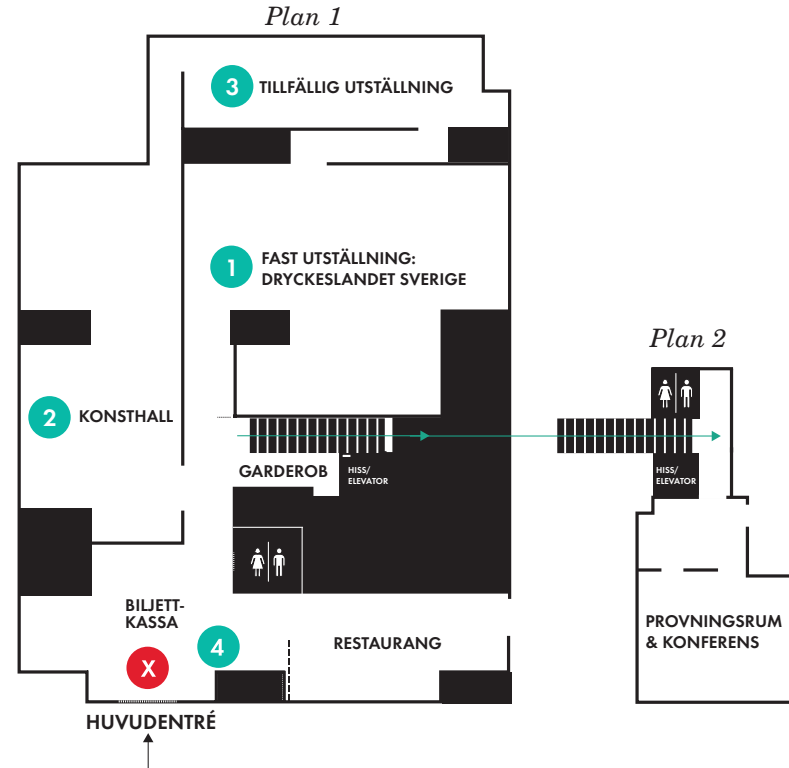 Plan 1
3 TILLFÄLLIG UTSTÄLLNING
1 FAST UTSTÄLLNING:
DRYCKESLANDET SVERIGE
2 KONSTHALL
GARDEROB
HISS/
ELEVATOR
BILJETT-
KASSA
X
4
RESTAURANG
HUVUDENTRÉ
Plan 2
HISS/
ELEVATOR
PROVNINGSRUM
& KONFERENS